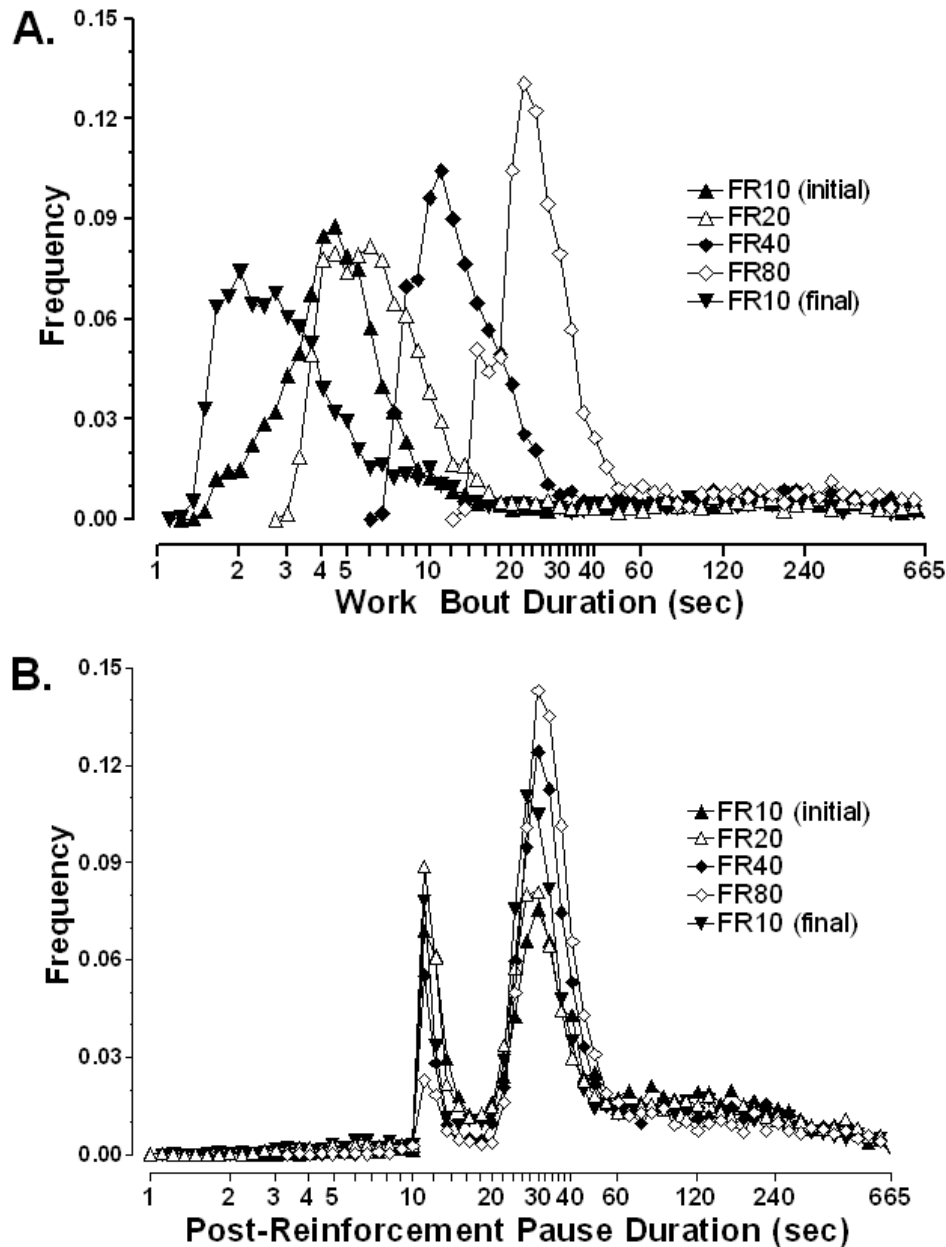 A.
0.15
0.12
0.09
0.06
0.03
0.00
Frequency
FR10 (initial)
FR20
FR40
FR80
FR10 (final)
1 2 3 4 5 10 20 30 40 60 120 240 665
Work Bout Duration (sec)
B.
0.15
0.12
0.09
0.06
0.03
0.00
Frequency
FR10 (initial)
FR20
FR40
FR80
FR10 (final)
1 2 3 4 5 10 20 30 40 60 120 240 665
Post-Reinforcement Pause Duration (sec)